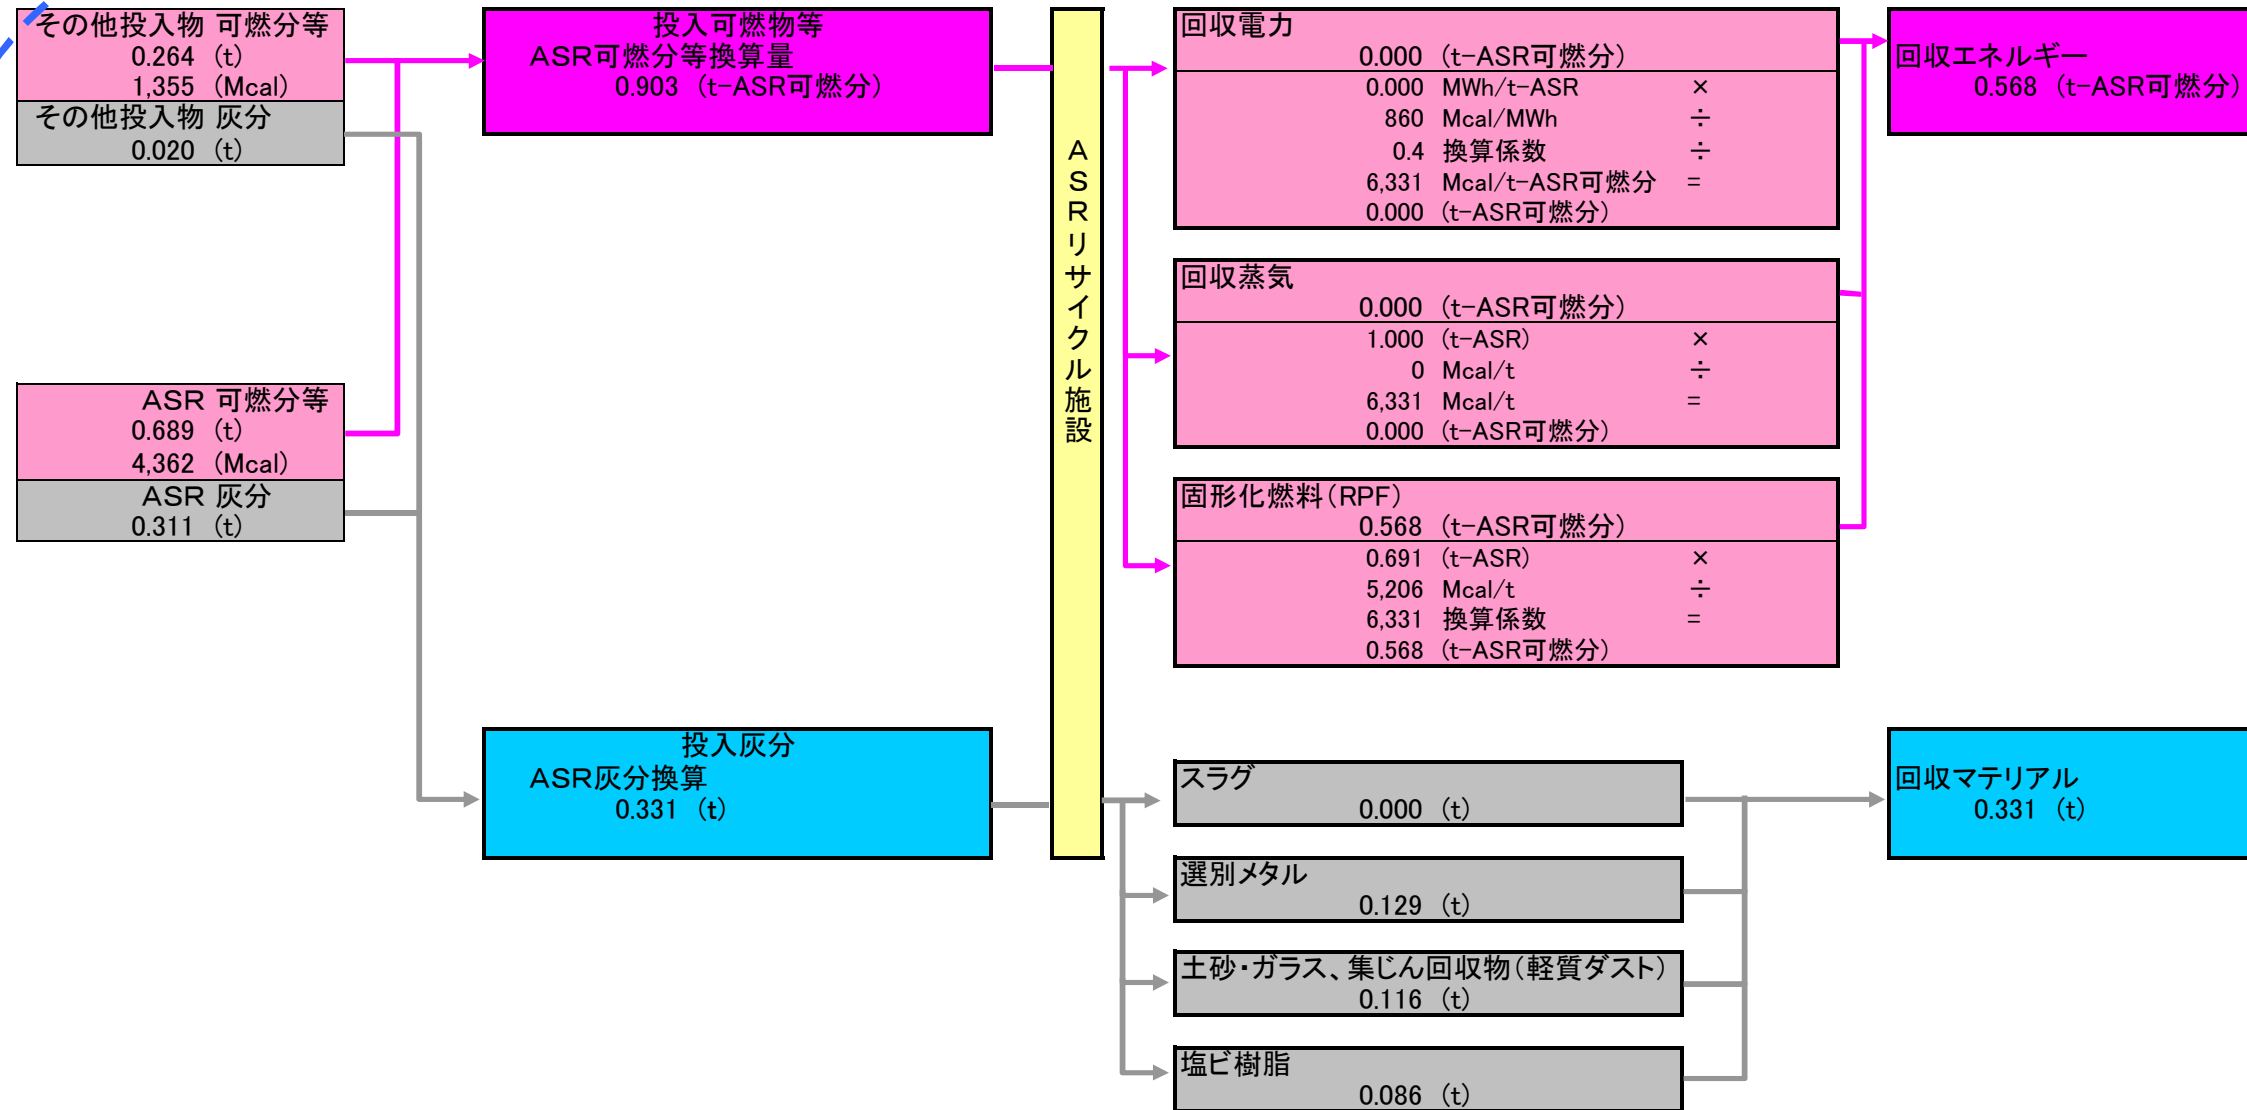 その他投入物 可燃分等
0.264 (t)
1,355 (Mcal)
その他投入物 灰分
0.020 (t)
ASR 可燃分等
0.689 (t)
4,362 (Mcal)
ASR 灰分
0.311 (t)
投入可燃物等
ASR可燃分等換算量
0.903 (t-ASR可燃分)
投入灰分
ASR灰分換算
0.331 (t)
ASRリサイクル施設
回収電力
0.000 (t-ASR可燃分)
0.000 MWh/t-ASR ×
860 Mcal/MWh ÷
0.4 換算係数 ÷
6,331 Mcal/t-ASR可燃分 =
0.000 (t-ASR可燃分)
回収蒸気
0.000 (t-ASR可燃分)
1.000 (t-ASR) ×
0 Mcal/t ÷
6,331 Mcal/t =
0.000 (t-ASR可燃分)
固形化燃料(RPF)
0.568 (t-ASR可燃分)
0.691 (t-ASR) ×
5,206 Mcal/t ÷
6,331 換算係数 =
0.568 (t-ASR可燃分)
スラグ
0.000 (t)
選別メタル
0.129 (t)
土砂・ガラス、集じん回収物(軽質ダスト)
0.116 (t)
塩ビ樹脂
0.086 (t)
回収エネルギー
0.568 (t-ASR可燃分)
回収マテリアル
0.331 (t)